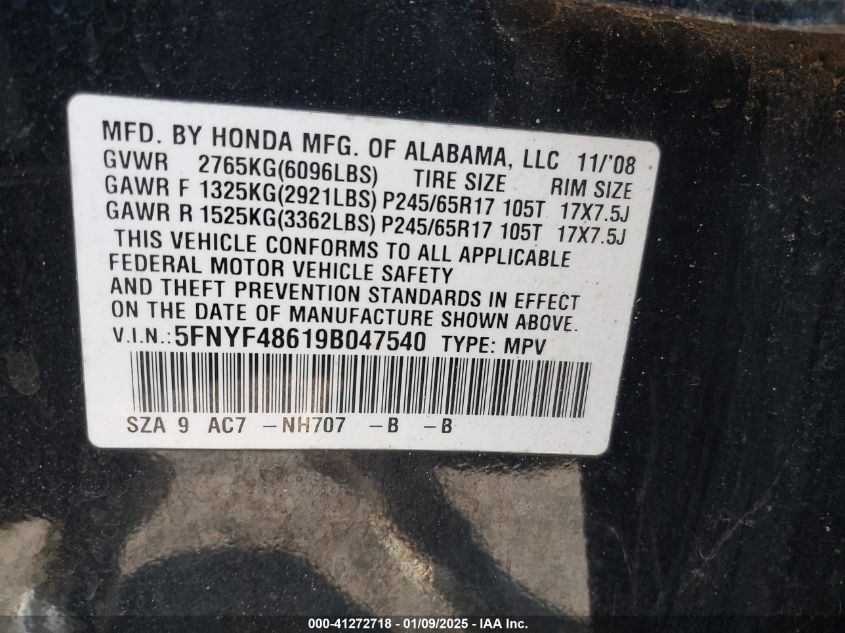 MFD. BY HONDA MFG. OF ALABAMA, LLC 11/'08
GVWR 2765KG(6096LBS) TIRE SIZE RIM SIZE
GAWR F 1325KG(2921LBS) P245/65R17 105T 17X7.5J
GAWR R 1525KG(3362LBS) P245/65R17 105T 17X7.5J
THIS VEHICLE CONFORMS TO ALL APPLICABLE
FEDERAL MOTOR VEHICLE SAFETY
AND THEFT PREVENTION STANDARDS IN EFFECT
ON THE DATE OF MANUFACTURE SHOWN ABOVE.
V.I.N.:5FNYF48619B047540 TYPE: MPV
SZA 9 AC7 -NH707 -B -B
000-41272718 - 01/09/2025 - IAA, Inc.